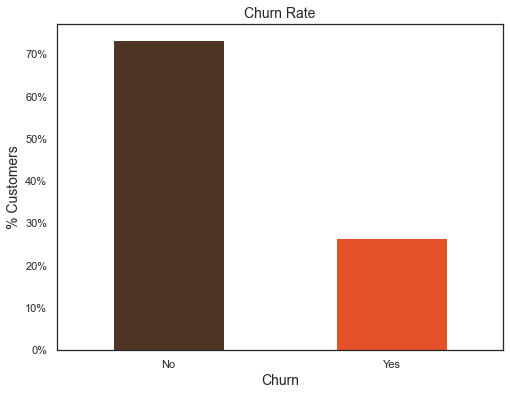 Churn Rate
% Customers
70%
60%
50%
40%
30%
20%
10%
0%
No
Yes
Churn